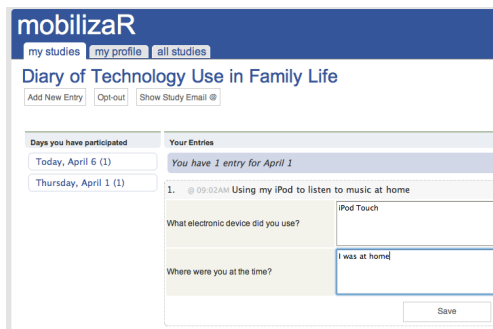 mobilizaR
my studies my profile all studies
Diary of Technology Use in Family Life
Add New Entry Opt-out Show Study Email @
Days you have participated Your Entries
Today, April 6 (1) You have 1 entry for April 1
Thursday, April 1 (1)
1. @ 09:02AM Using my iPod to listen to music at home
What electronic device did you use? iPod Touch
Where were you at the time? I was at home
Save